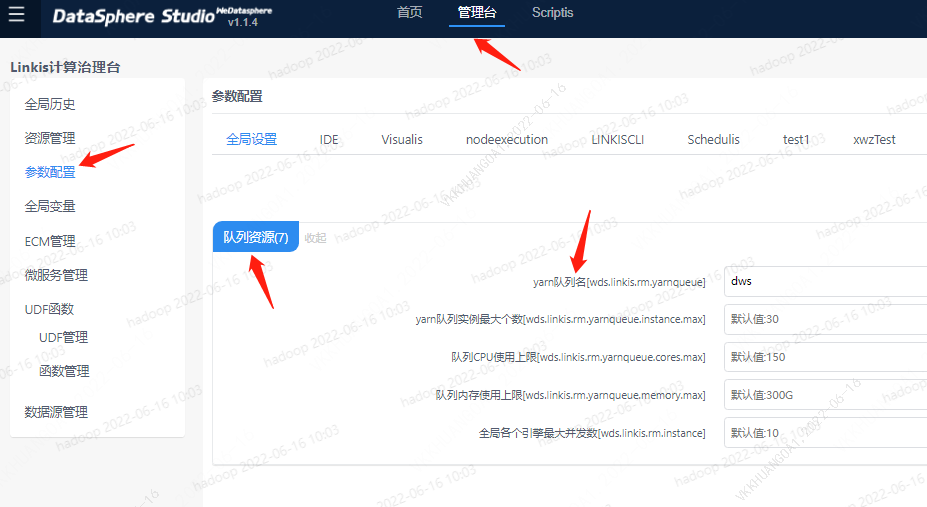 DataSphere Studio WeDatasphere
v1.1.4
首页 管理台 Scriptis
Linkis计算治理台
全局历史
资源管理
参数配置
全局变量
ECM管理
微服务管理
UDF函数
UDF管理
函数管理
数据源管理
参数配置
全局设置 IDE Visualis nodeexecution LINKISCLI Schedulis test1 xwzTest
队列资源(7) 收起
yarn队列名[wds.linkis.rm.yarnqueue] dws
yarn队列实例最大个数[wds.linkis.rm.yarnqueue.instance.max] 默认值:30
队列CPU使用上限[wds.linkis.rm.yarnqueue.cores.max] 默认值:150
队列内存使用上限[wds.linkis.rm.yarnqueue.memory.max] 默认值:300G
全局各个引擎最大并发数[wds.linkis.rm.instance] 默认值:10
hadoop 2022-06-16 10:03